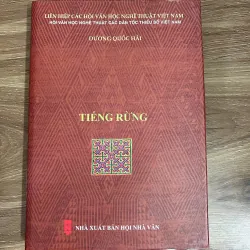 LIÊN HIỆP CÁC HỘI VĂN HỌC NGHỆ THUẬT VIỆT NAM
HỘI VĂN HỌC NGHỆ THUẬT CÁC DÂN TỘC THIỂU SỐ VIỆT NAM
DƯƠNG QUỐC HẢI
TIẾNG RỪNG
NHÀ XUẤT BẢN HỘI NHÀ VĂN